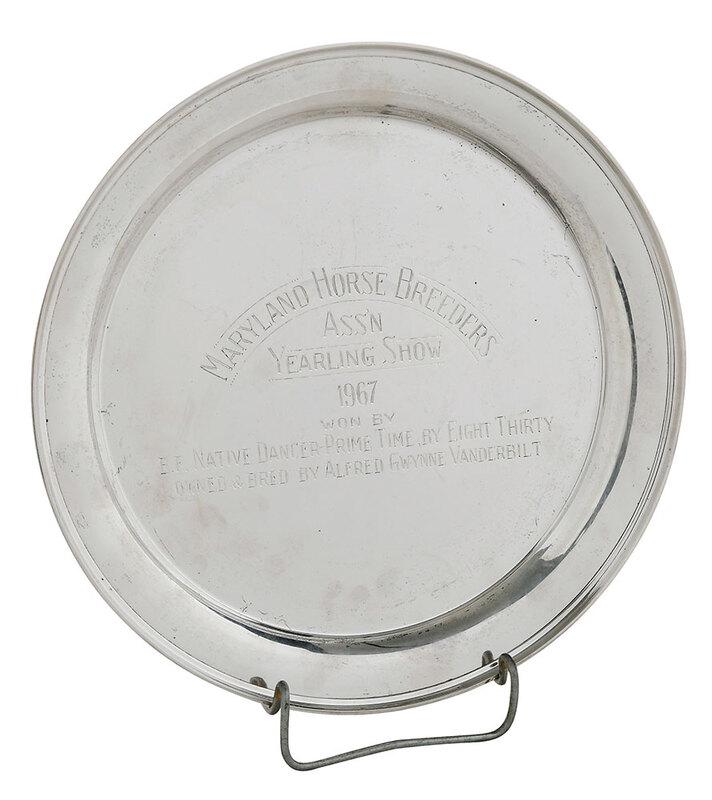 MARYLAND HORSE BREEDERS
ASS'N
YEARLING SHOW
1967
WON BY
B.F. NATIVE DANCER-PRIME TIME, BY EIGHT THIRTY
OWNED & BRED BY ALFRED GWYNNE VANDERBILT